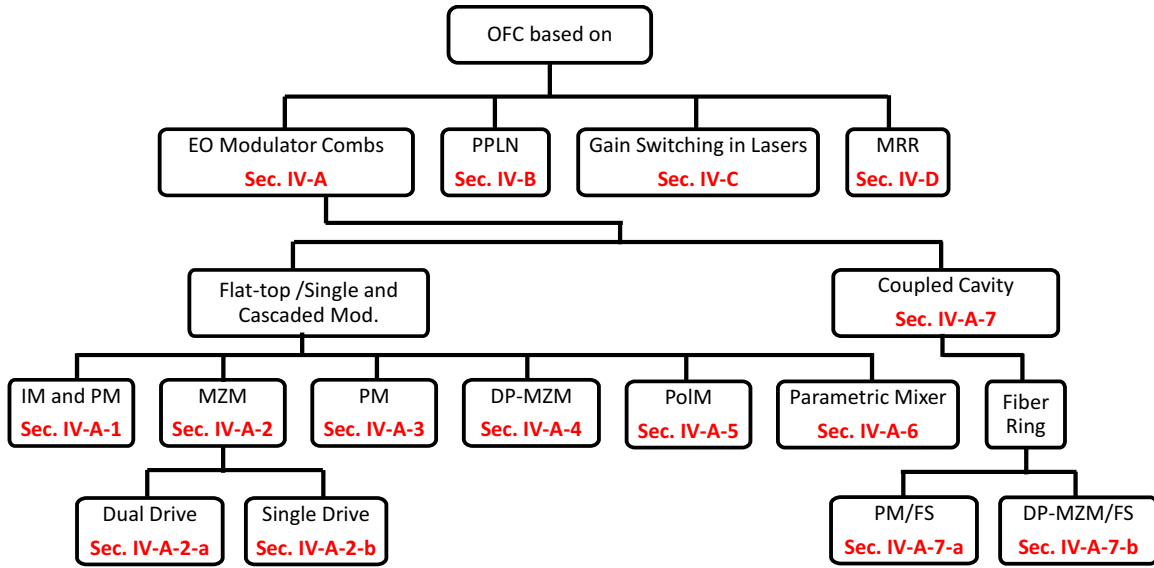 OFC based on
EO Modulator Combs
Sec. IV-A
PPLN
Sec. IV-B
Gain Switching in Lasers
Sec. IV-C
MRR
Sec. IV-D
Flat-top /Single and
Cascaded Mod.
Coupled Cavity
Sec. IV-A-7
IM and PM
Sec. IV-A-1
MZM
Sec. IV-A-2
PM
Sec. IV-A-3
DP-MZM
Sec. IV-A-4
PolM
Sec. IV-A-5
Parametric Mixer
Sec. IV-A-6
Fiber
Ring
Dual Drive
Sec. IV-A-2-a
Single Drive
Sec. IV-A-2-b
PM/FS
Sec. IV-A-7-a
DP-MZM/FS
Sec. IV-A-7-b